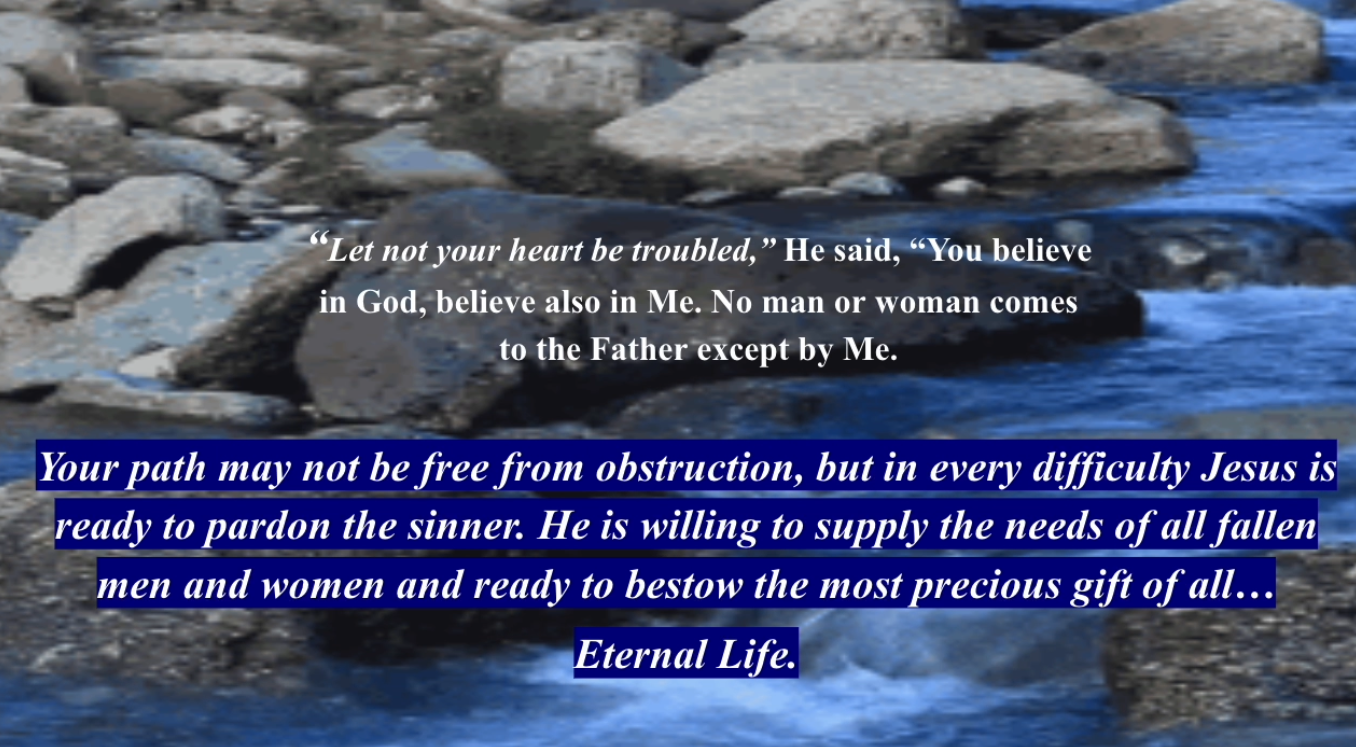 “Let not your heart be troubled,” He said, “You believe
in God, believe also in Me. No man or woman comes
to the Father except by Me.
Your path may not be free from obstruction, but in every difficulty Jesus is
ready to pardon the sinner. He is willing to supply the needs of all fallen
men and women and ready to bestow the most precious gift of all…
Eternal Life.